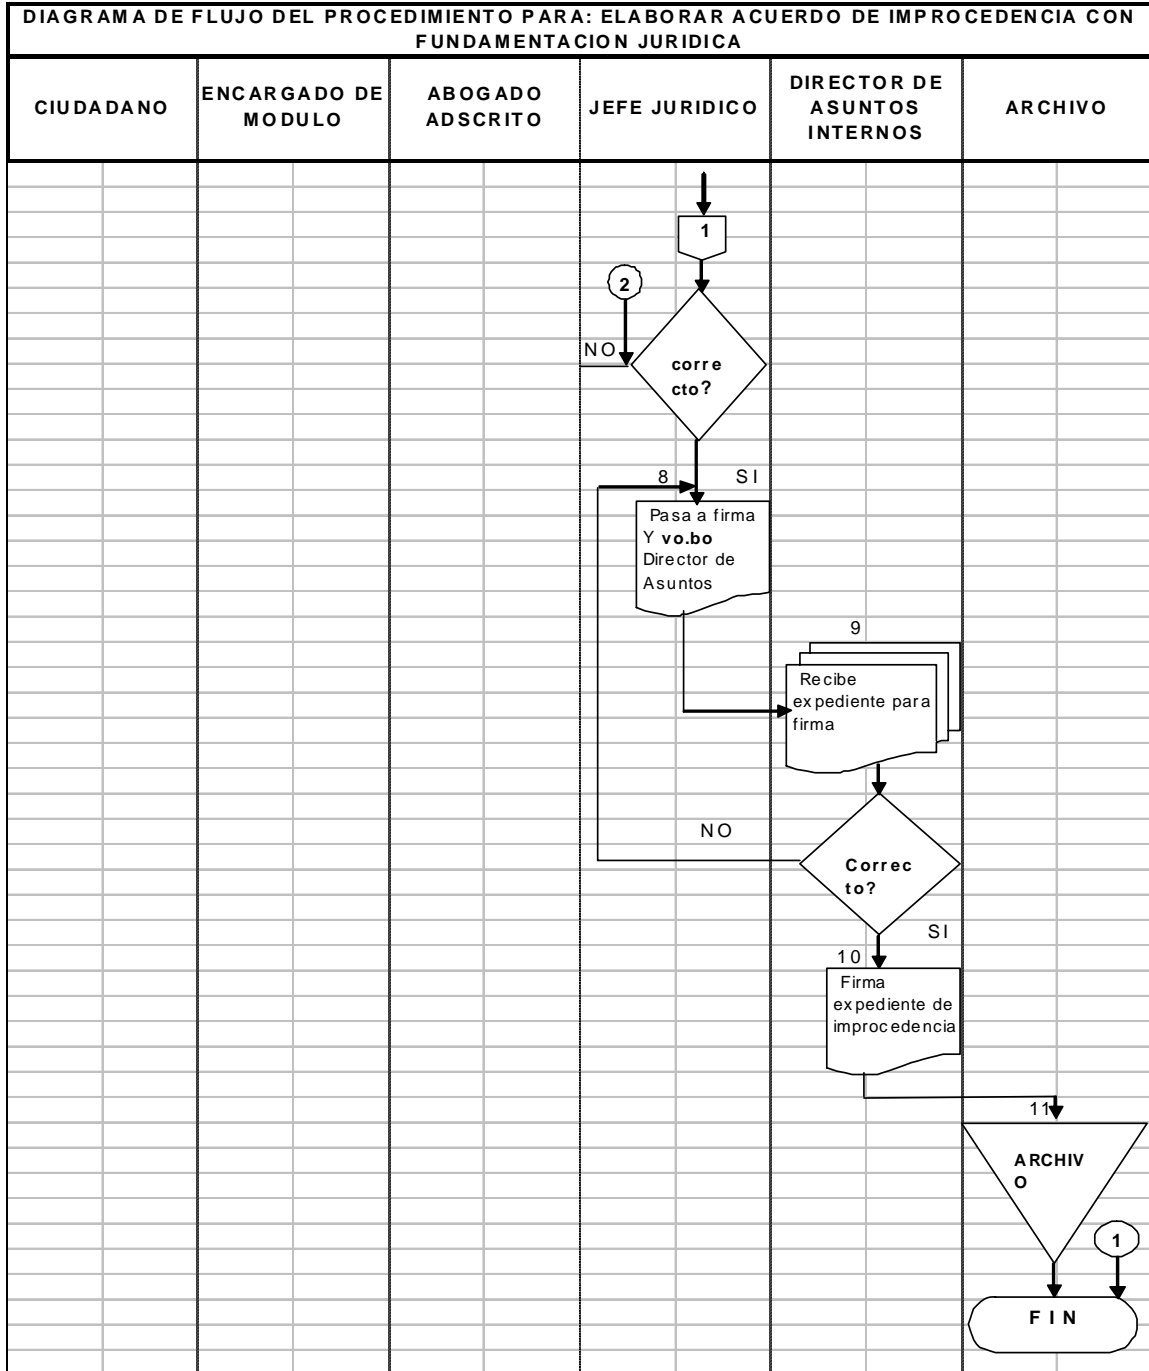 DIAGRAMA DE FLUJO DEL PROCEDIMIENTO PARA: ELABORAR ACUERDO DE IMPROCEDENCIA CON
FUNDAMENTACION JURIDICA
CIUDADANO
ENCARGADO DE
MODULO
ABOGADO
ADSCRITO
JEFE JURIDICO
DIRECTOR DE
ASUNTOS
INTERNOS
ARCHIVO
1
2
NO
corre
cto?
8
SI
Pasa a firma
Y vo.bo
Director de
Asuntos
9
Recibe
expediente para
firma
NO
Correc
to?
SI
10
Firma
expediente de
improcedencia
11
ARCHIV
O
1
FIN